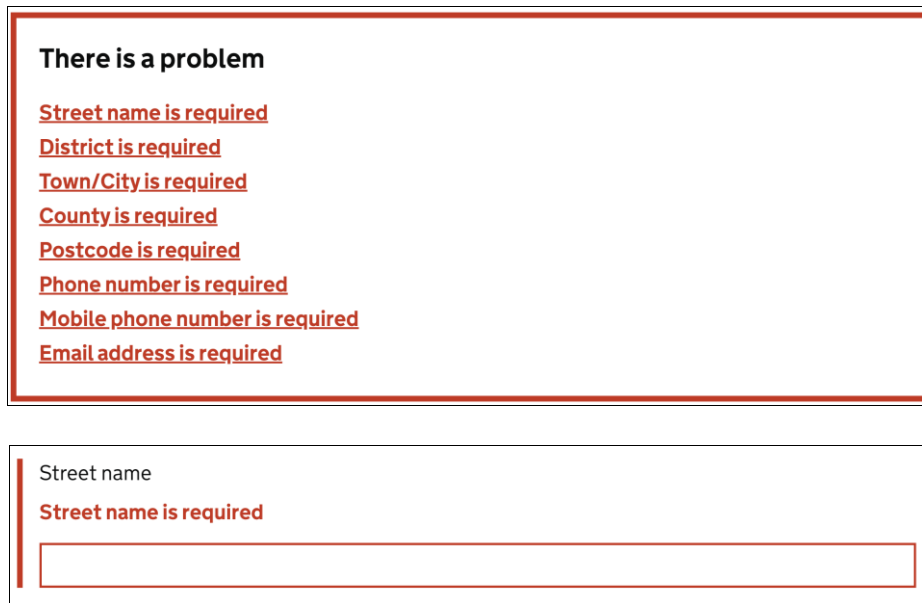 There is a problem
Street name is required
District is required
Town/City is required
County is required
Postcode is required
Phone number is required
Mobile phone number is required
Email address is required
Street name
Street name is required